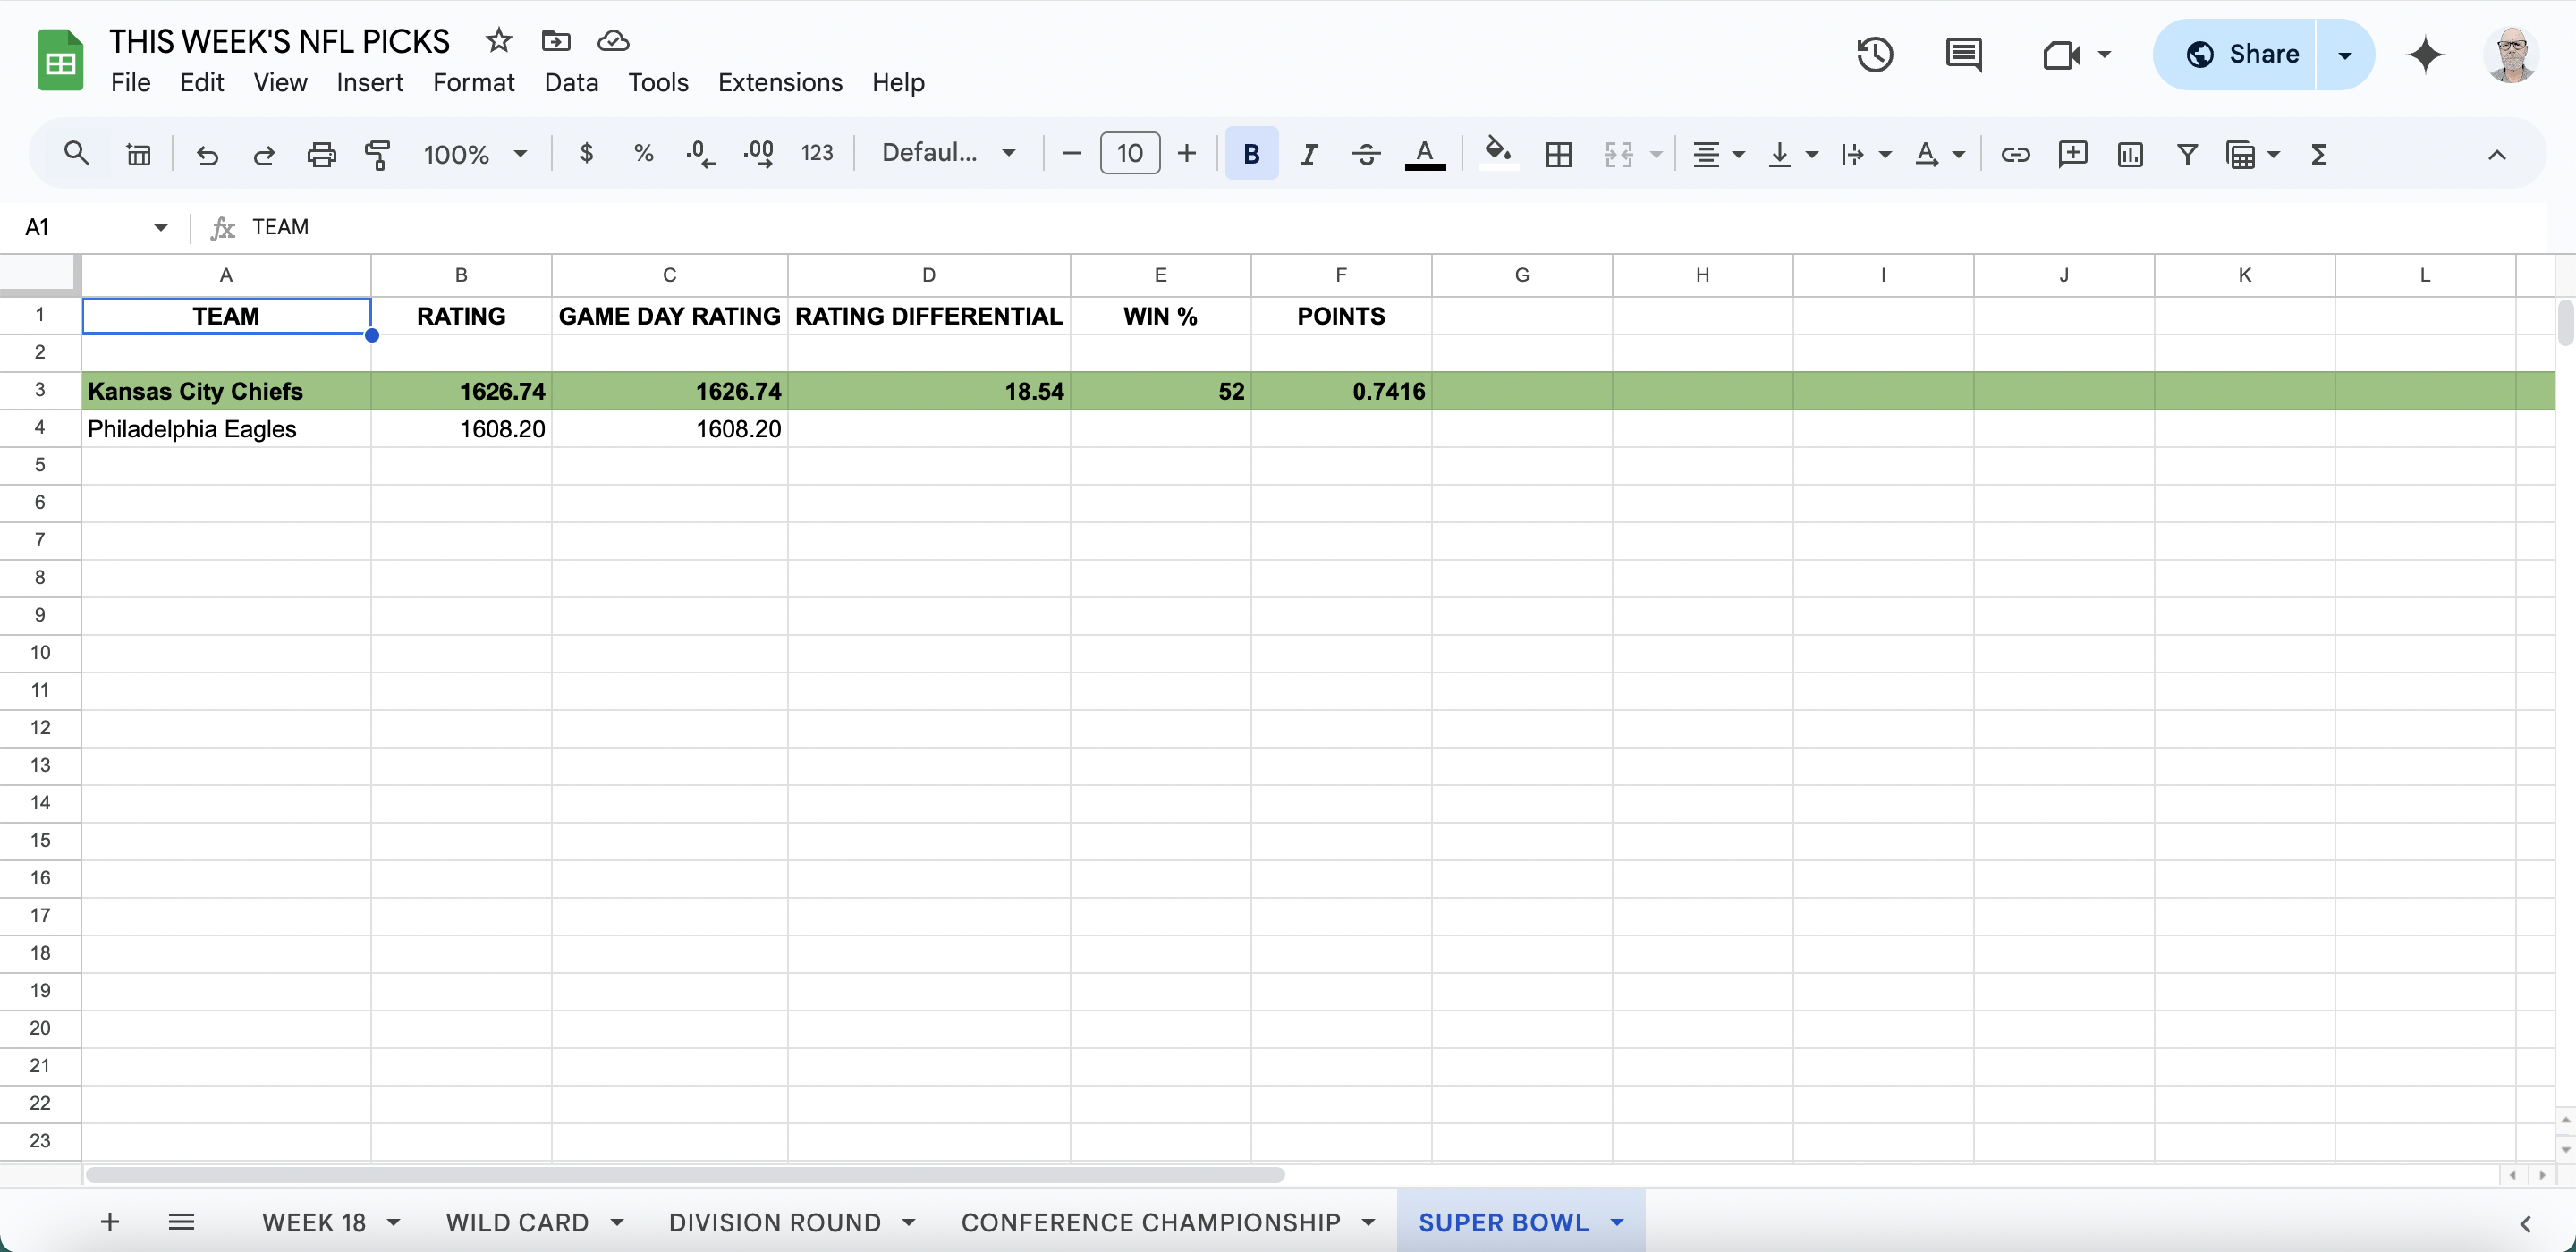 THIS WEEK'S NFL PICKS
File Edit View Insert Format Data Tools Extensions Help
Share
100% $ % .0 .00 123 Defaul... 10 B I A
A1 fx TEAM
A B C D E F G H I J K L
1 TEAM RATING GAME DAY RATING RATING DIFFERENTIAL WIN % POINTS
2
3 Kansas City Chiefs 1626.74 1626.74 18.54 52 0.7416
4 Philadelphia Eagles 1608.20 1608.20
5
6
7
8
9
10
11
12
13
14
15
16
17
18
19
20
21
22
23
WEEK 18 WILD CARD DIVISION ROUND CONFERENCE CHAMPIONSHIP SUPER BOWL